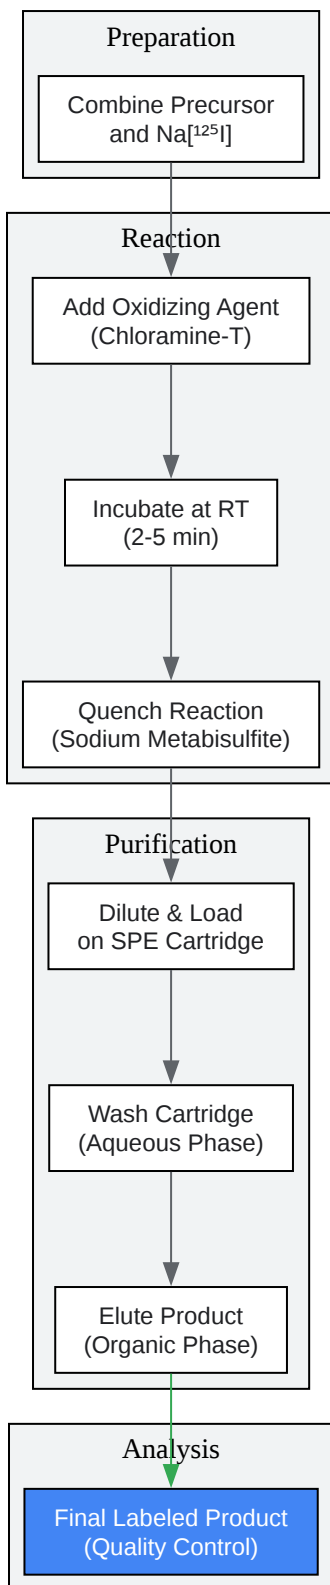 Preparation
Combine Precursor
and Na[¹²⁵I]
Reaction
Add Oxidizing Agent
(Chloramine-T)
Incubate at RT
(2-5 min)
Quench Reaction
(Sodium Metabisulfite)
Purification
Dilute & Load
on SPE Cartridge
Wash Cartridge
(Aqueous Phase)
Elute Product
(Organic Phase)
Analysis
Final Labeled Product
(Quality Control)